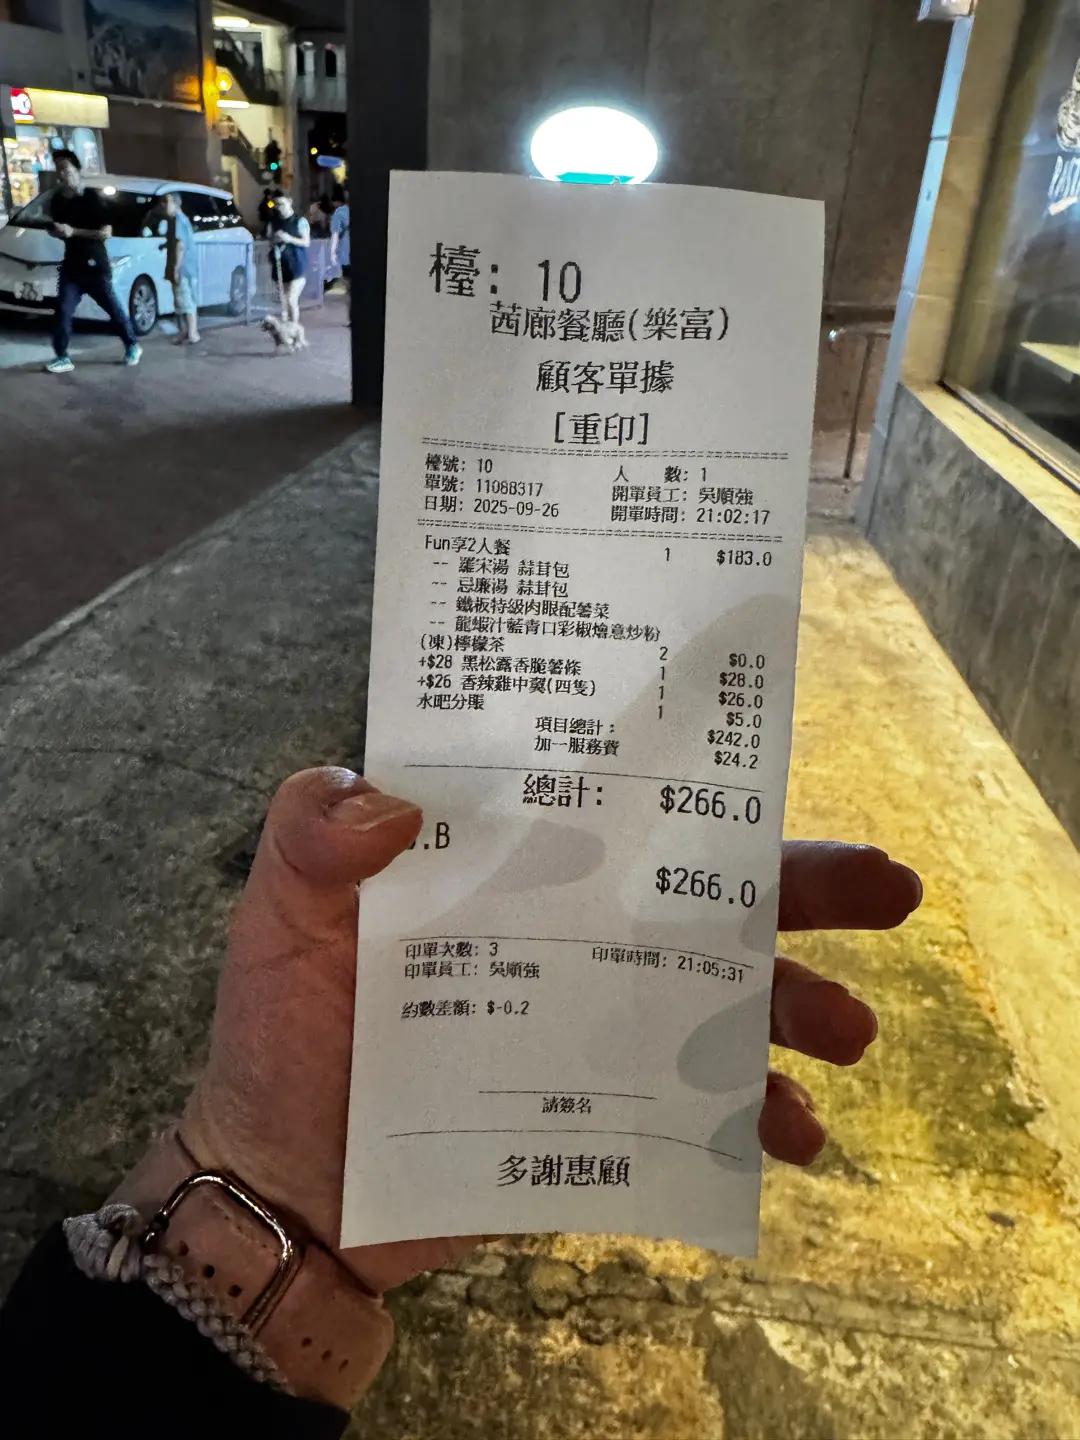 檯: 10
茜廊餐廳(樂富)
顧客單據
[重印]
檯號: 10 人 數: 1
單號: 11088317 開單員工: 吳順強
日期: 2025-09-26 開單時間: 21:02:17
Fun享2人餐 1 $183.0
-- 羅宋湯 蒜茸包
-- 忌廉湯 蒜茸包
-- 鐵板特級肉眼配薯菜
-- 龍蝦汁藍青口彩椒燴意炒粉
(凍)檸檬茶 2 $0.0
+$28 黑松露香脆薯條 1 $28.0
+$26 香辣雞中翼(四隻) 1 $26.0
水吧分賬 1 $5.0
項目總計: $242.0
加一服務費 $24.2
總計: $266.0
.B
$266.0
印單次數: 3 印單時間: 21:05:31
印單員工: 吳順強
約數差額: $-0.2
請簽名
多謝惠顧